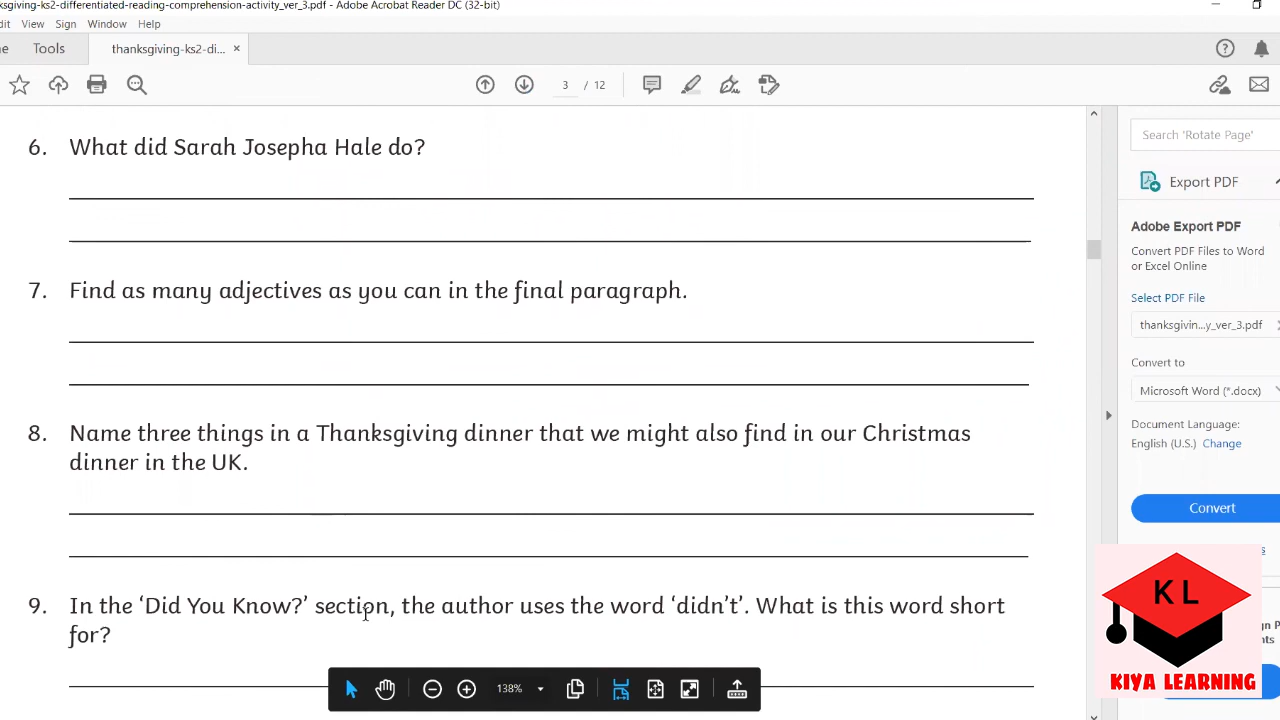 ksgiving-ks2-differentiated-reading-comprehension-activity_ver_3.pdf - Adobe Acrobat Reader DC (32-bit)
dit View Sign Window Help
e Tools thanksgiving-ks2-di... ×
3 / 12
6. What did Sarah Josepha Hale do?
7. Find as many adjectives as you can in the final paragraph.
8. Name three things in a Thanksgiving dinner that we might also find in our Christmas
dinner in the UK.
9. In the ‘Did You Know?’ section, the author uses the word ‘didn’t’. What is this word short
for?
138%
Search 'Rotate Page'
Export PDF
Adobe Export PDF
Convert PDF Files to Word
or Excel Online
Select PDF File
thanksgivin...y_ver_3.pdf
Convert to
Microsoft Word (*.docx)
Document Language:
English (U.S.) Change
Convert
K L
KIYA LEARNING